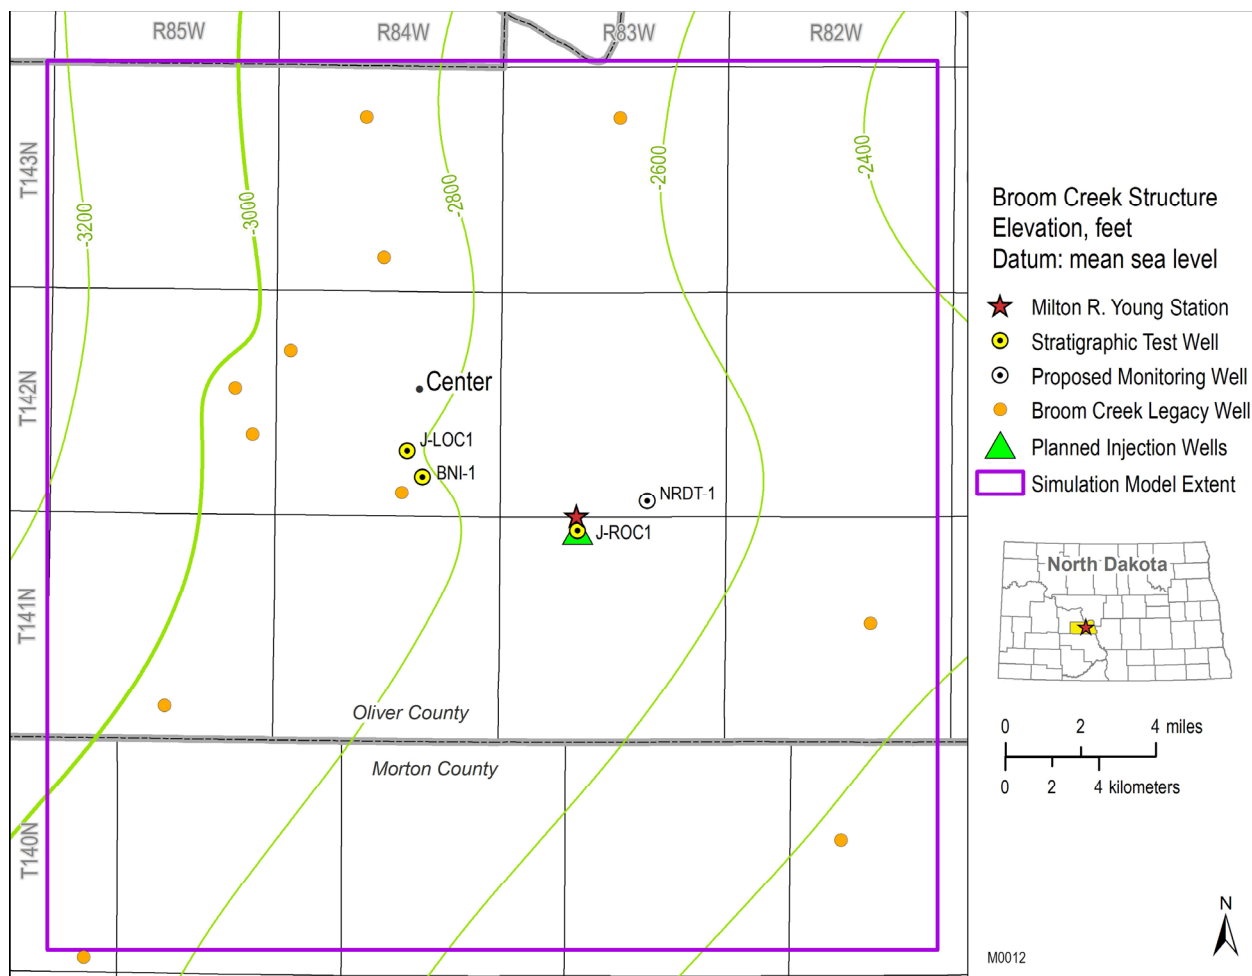 R85W
R84W
R83W
R82W
T143N
T142N
T141N
T140N
-3200
-3000
-2800
-2600
-2400
Center
J-LOC1
BNI-1
NRDT-1
J-ROC1
Oliver County
Morton County
Broom Creek Structure
Elevation, feet
Datum: mean sea level
Milton R. Young Station
Stratigraphic Test Well
Proposed Monitoring Well
Broom Creek Legacy Well
Planned Injection Wells
Simulation Model Extent
North Dakota
0 2 4 miles
0 2 4 kilometers
N
M0012